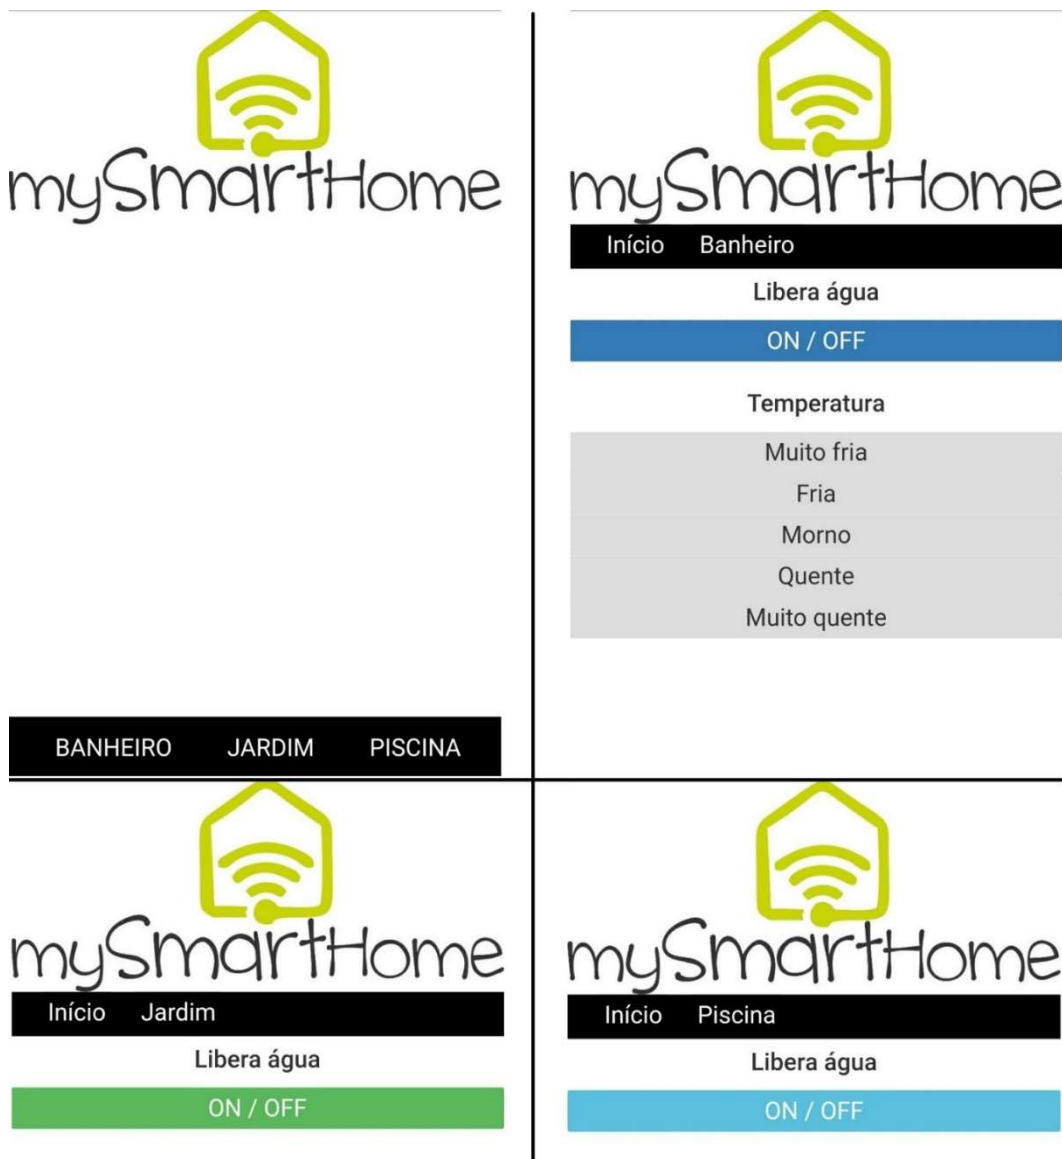 mySmartHome
BANHEIRO JARDIM PISCINA
mySmartHome
Início Banheiro
Libera água
ON / OFF
Temperatura
Muito fria
Fria
Morno
Quente
Muito quente
mySmartHome
Início Jardim
Libera água
ON / OFF
mySmartHome
Início Piscina
Libera água
ON / OFF